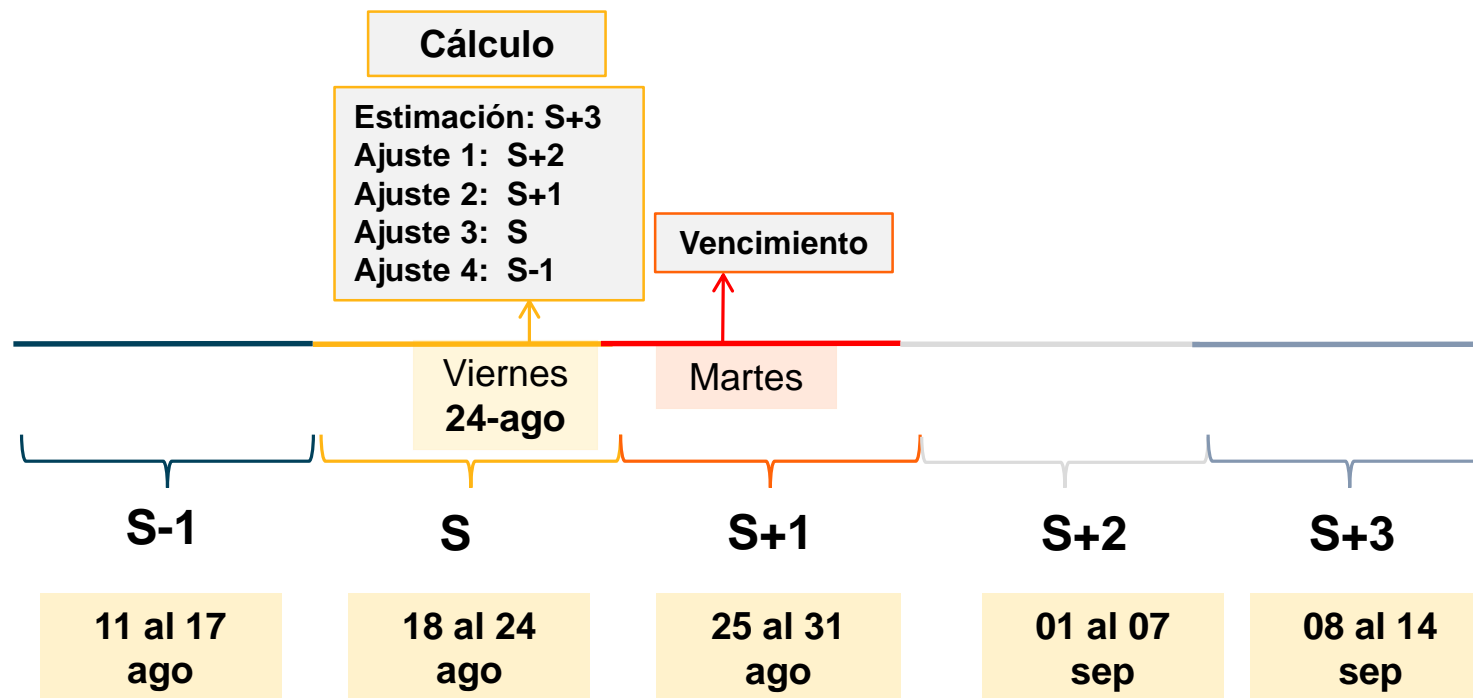 Cálculo
Estimación: S+3
Ajuste 1: S+2
Ajuste 2: S+1
Ajuste 3: S
Ajuste 4: S-1
Vencimiento
Viernes
24-ago
Martes
S-1
S
S+1
S+2
S+3
11 al 17
ago
18 al 24
ago
25 al 31
ago
01 al 07
sep
08 al 14
sep